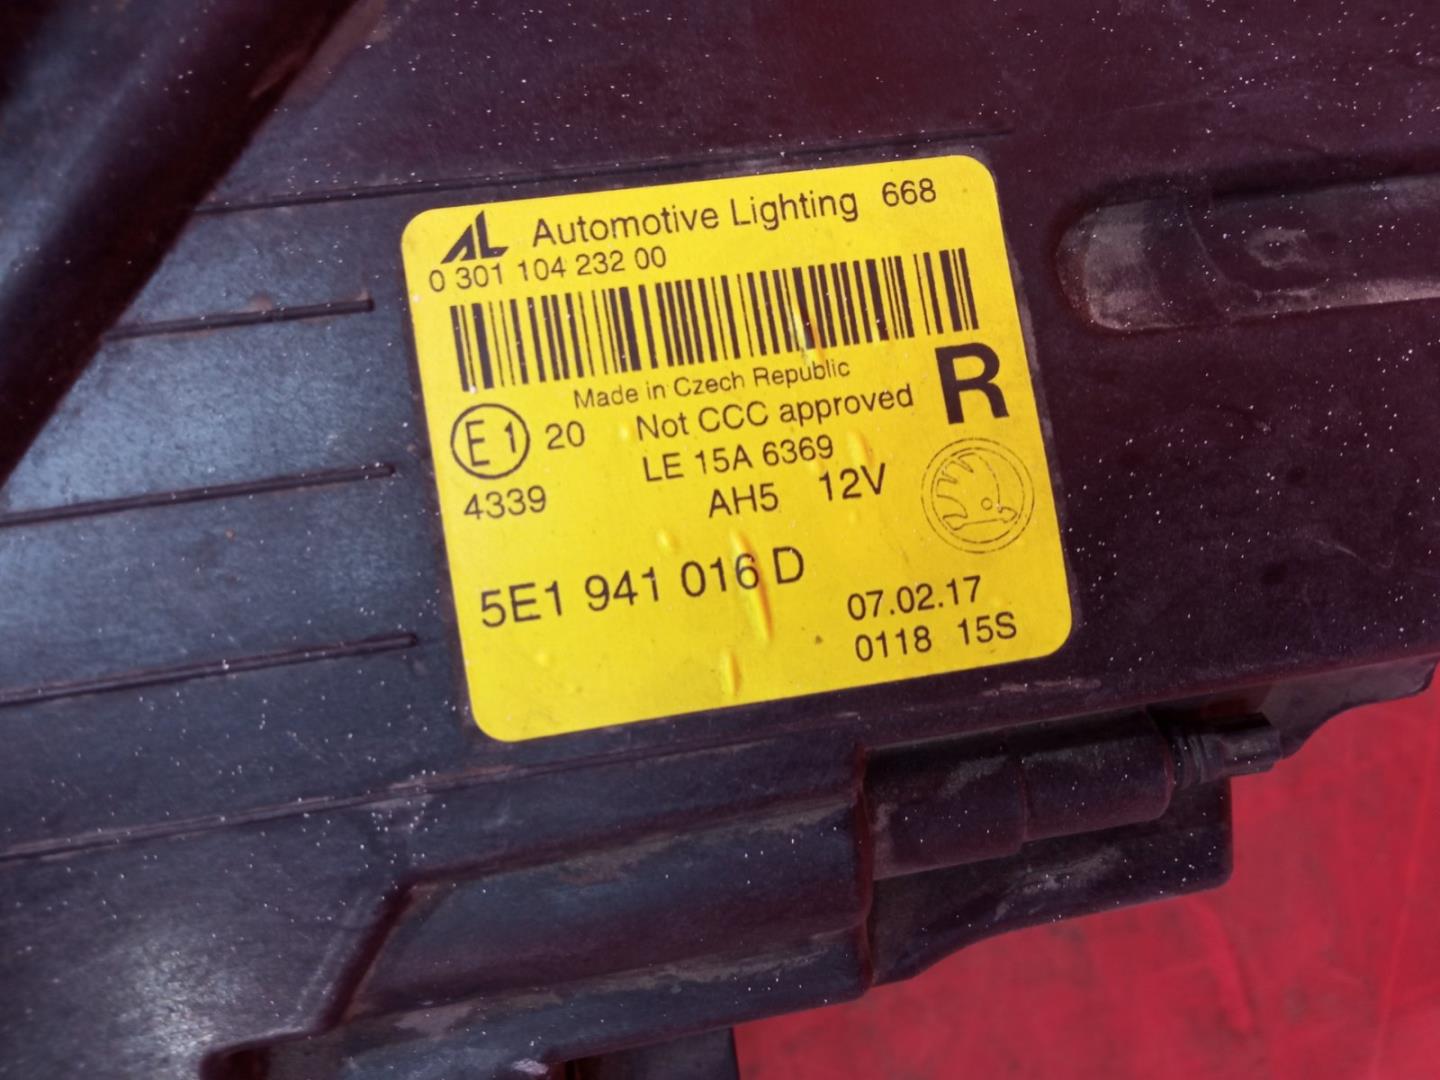 AL Automotive Lighting 668
0 301 104 232 00
Made in Czech Republic
E1 20 Not CCC approved R
LE 15A 6369
4339 AH5 12V
5E1 941 016 D
07.02.17
0118 15S